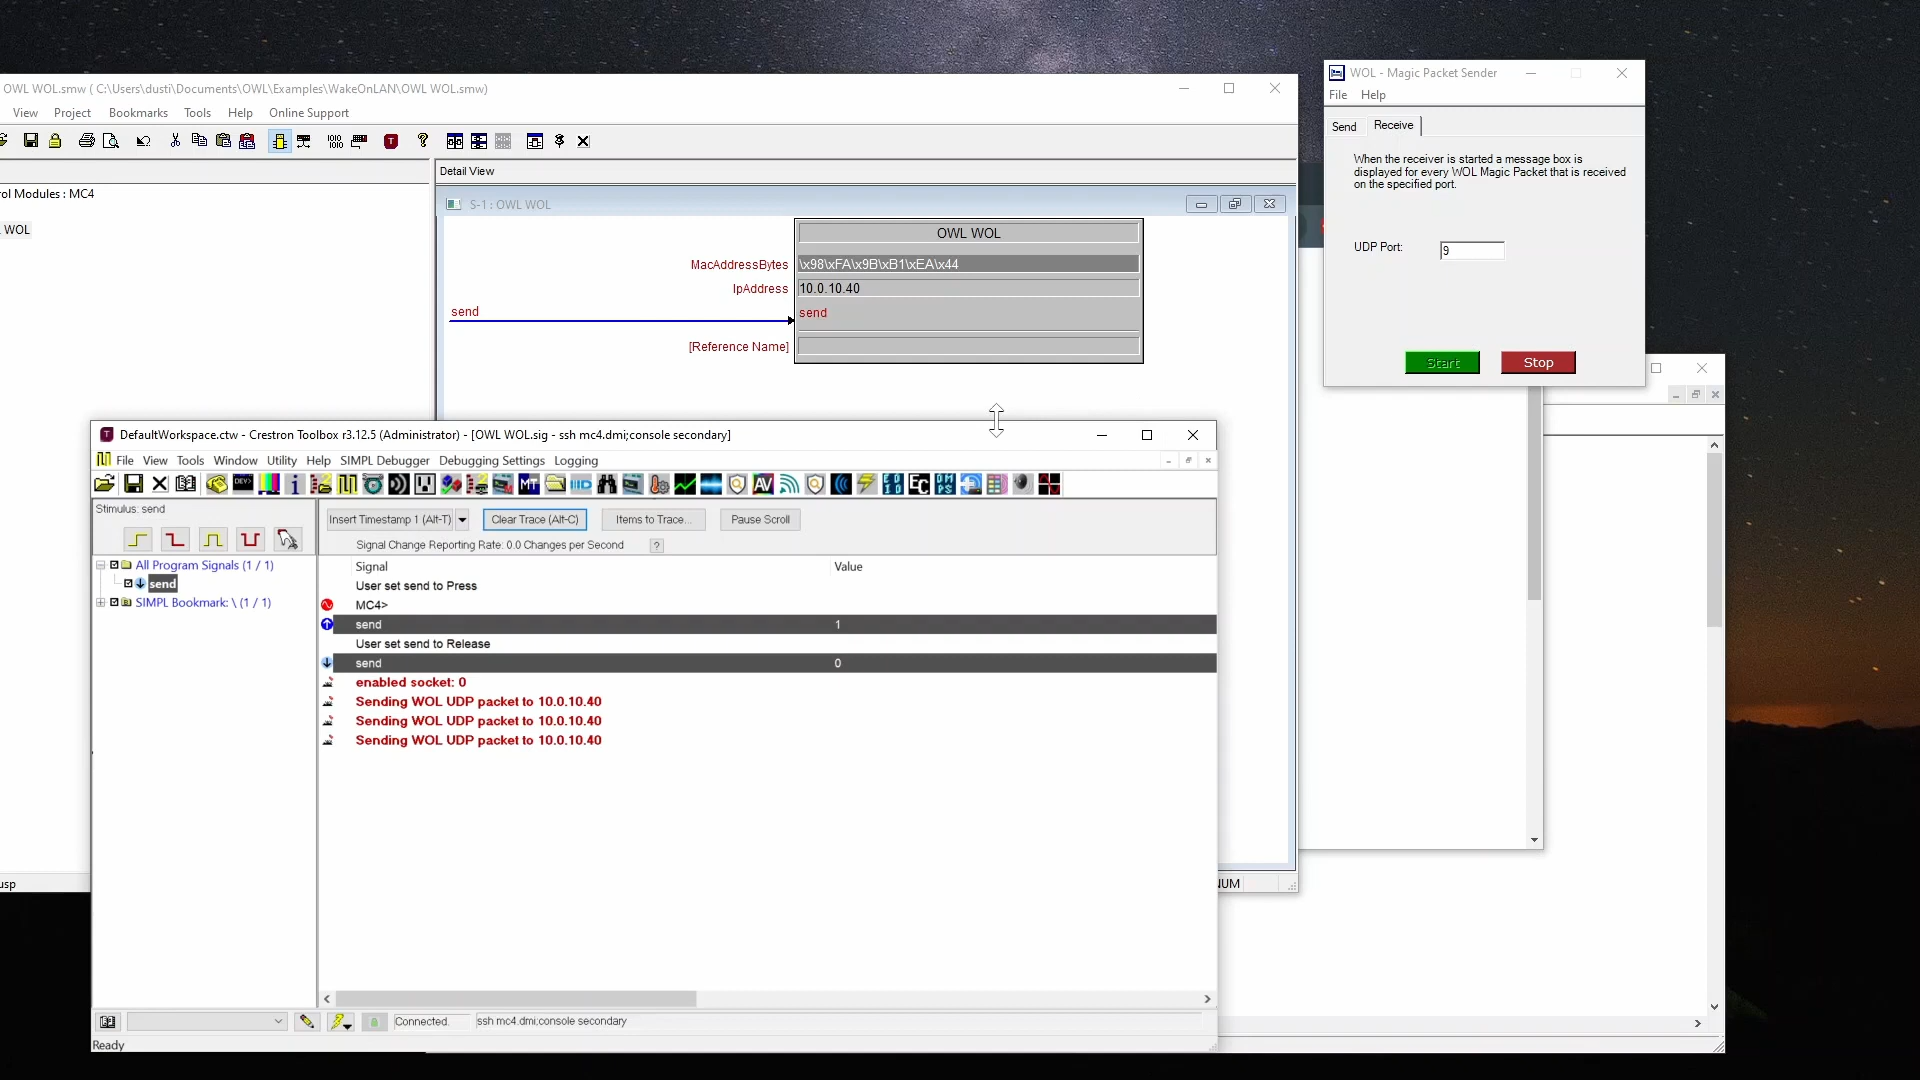 OWL WOL.smw ( C:\Users\dusti\Documents\OWL\Examples\WakeOnLAN\OWL WOL.smw)
View Project Bookmarks Tools Help Online Support
Detail View
rol Modules : MC4
WOL
S-1 : OWL WOL
OWL WOL
MacAddressBytes \x98\xFA\x9B\xB1\xEA\x44
IpAddress 10.0.10.40
send send
[Reference Name]
usp
NUM
WOL - Magic Packet Sender
File Help
Send Receive
When the receiver is started a message box is
displayed for every WOL Magic Packet that is received
on the specified port.
UDP Port: 9
Start Stop
DefaultWorkspace.ctw - Crestron Toolbox r3.12.5 (Administrator) - [OWL WOL.sig - ssh mc4.dmi;console secondary]
File View Tools Window Utility Help SIMPL Debugger Debugging Settings Logging
Stimulus: send
Insert Timestamp 1 (Alt-T) Clear Trace (Alt-C) Items to Trace... Pause Scroll
Signal Change Reporting Rate: 0.0 Changes per Second ?
All Program Signals (1 / 1)
send
SIMPL Bookmark: \ (1 / 1)
Signal Value
User set send to Press
MC4>
send 1
User set send to Release
send 0
enabled socket: 0
Sending WOL UDP packet to 10.0.10.40
Sending WOL UDP packet to 10.0.10.40
Sending WOL UDP packet to 10.0.10.40
Connected. ssh mc4.dmi;console secondary
Ready